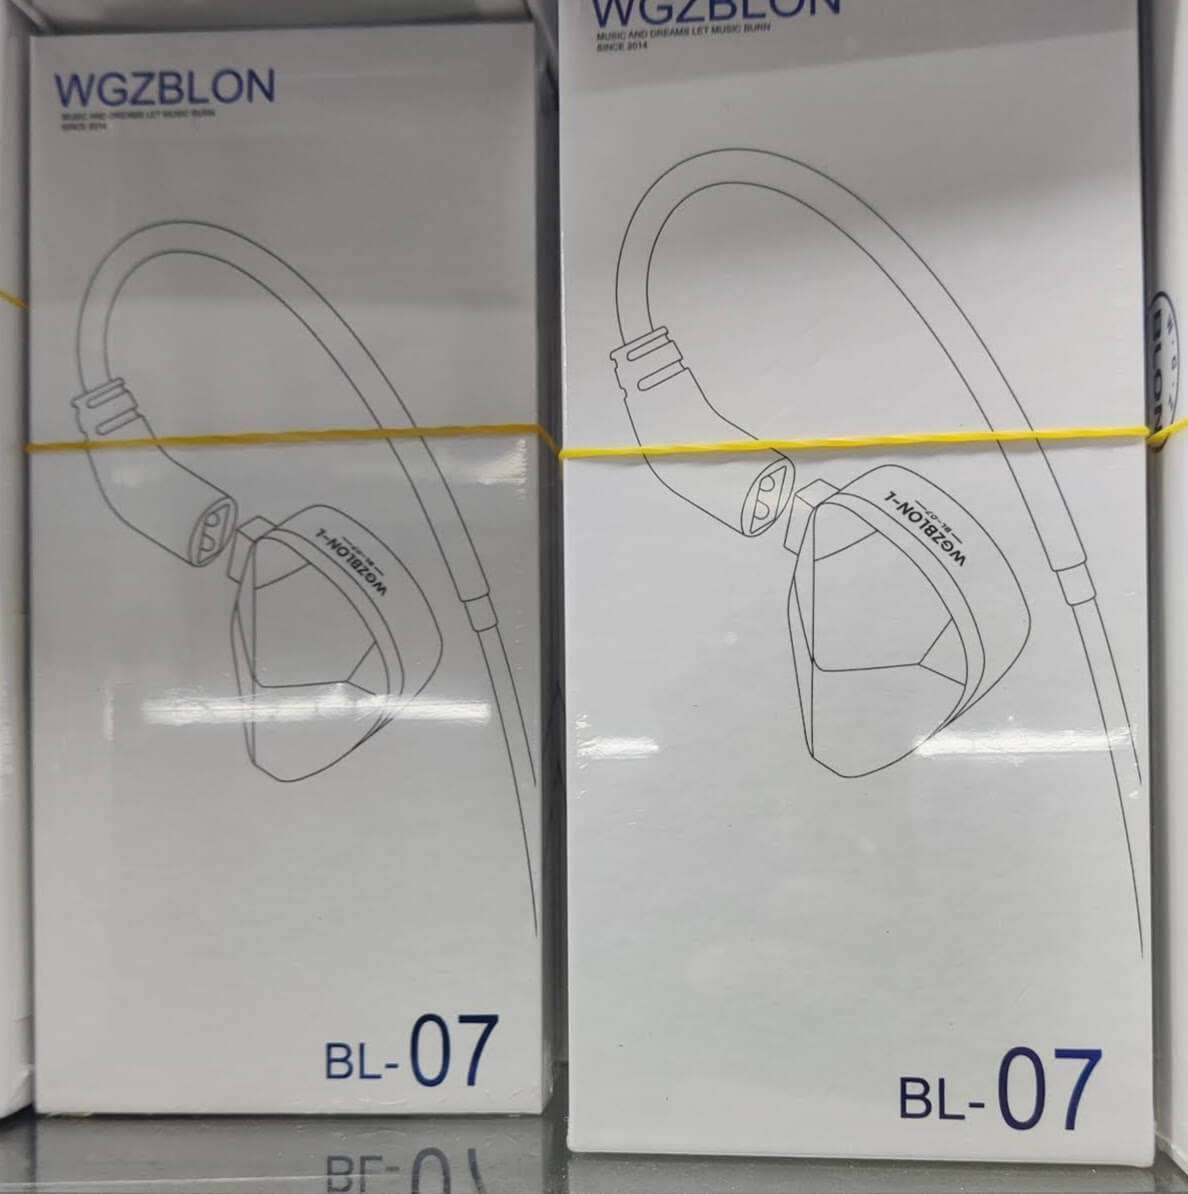 WGZBLON
MUSIC AND DREAMS LET MUSIC BURN
SINCE 2014
WGZBLON-L
BL-07
BL-07
WGZBLON
MUSIC AND DREAMS LET MUSIC BURN
SINCE 2014
WGZBLON-L
BL-07
BL-07
BLON